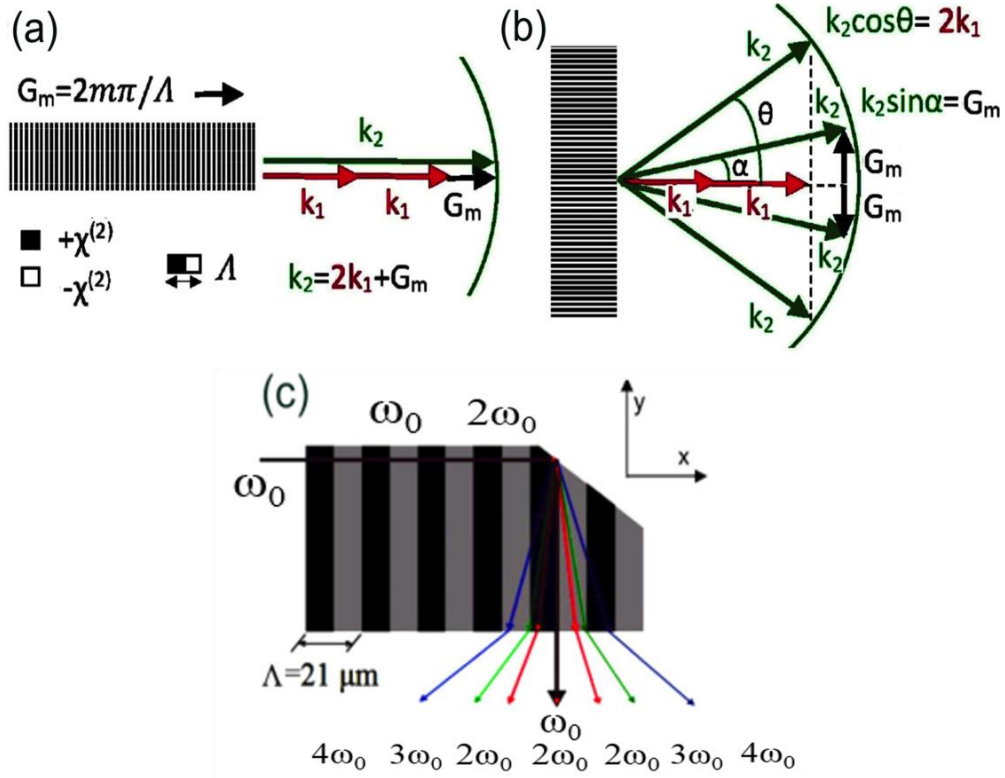 (a)
G_m=2mπ/Λ
k_2
k_1 k_1 G_m
+χ^(2)
-χ^(2)
Λ
k_2=2k_1+G_m
(b)
k_2cosθ= 2k_1
k_2
k_2
θ
k_2sinα=G_m
α
G_m
k_1 k_1
G_m
k_2
k_2
(c)
ω_0 2ω_0
ω_0
y
x
Λ=21 μm
ω_0
4ω_0 3ω_0 2ω_0 2ω_0 2ω_0 3ω_0 4ω_0